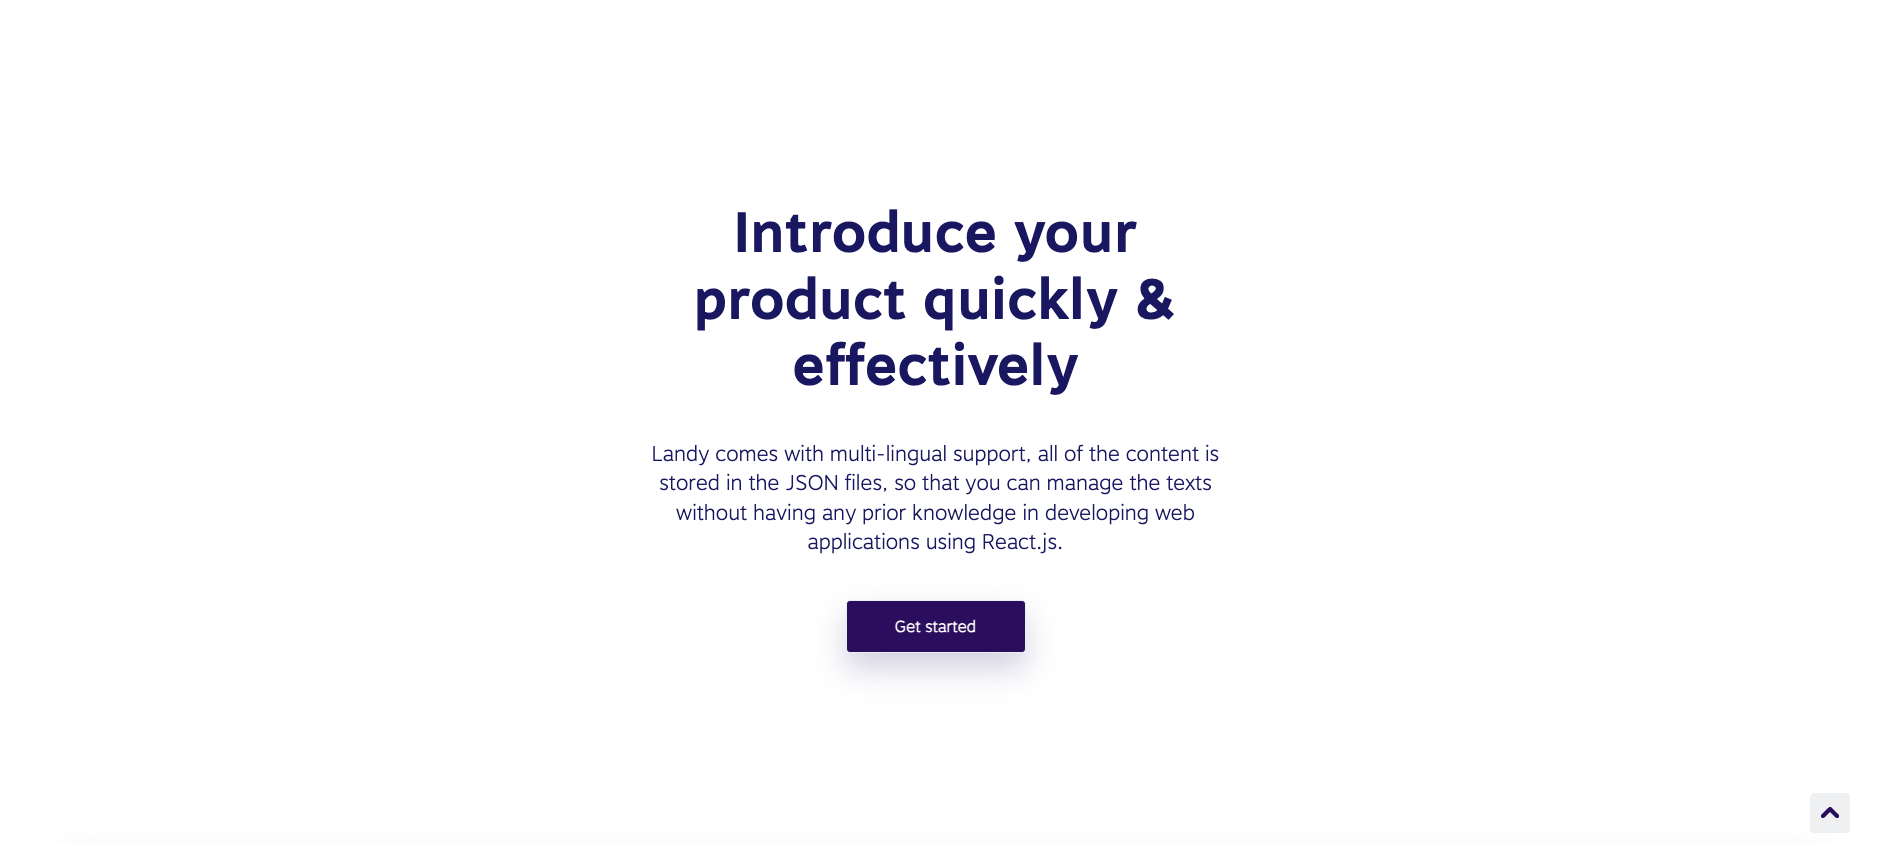 Introduce your
product quickly &
effectively
Landy comes with multi-lingual support, all of the content is
stored in the JSON files, so that you can manage the texts
without having any prior knowledge in developing web
applications using React.js.
Get started